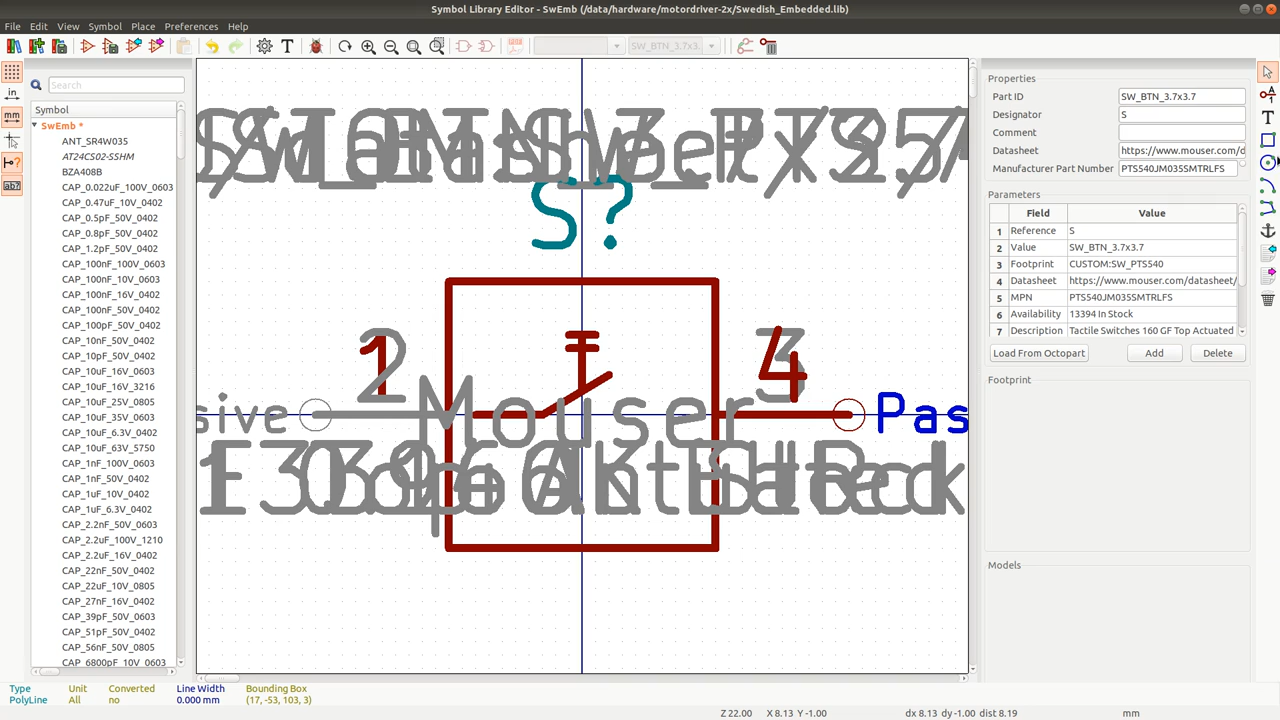 Symbol Library Editor - SwEmb (/data/hardware/motordriver-2x/Swedish_Embedded.lib)
File Edit View Symbol Place Preferences Help
SW_BTN_3.7x3.
Search
Symbol
SwEmb *
ANT_SR4W035
AT24CS02-SSHM
BZA408B
CAP_0.022uF_100V_0603
CAP_0.47uF_10V_0402
CAP_0.5pF_50V_0402
CAP_0.8pF_50V_0402
CAP_1.2pF_50V_0402
CAP_100nF_100V_0603
CAP_100nF_10V_0603
CAP_100nF_16V_0402
CAP_100nF_50V_0402
CAP_100pF_50V_0402
CAP_10nF_50V_0402
CAP_10pF_50V_0402
CAP_10uF_16V_0603
CAP_10uF_16V_3216
CAP_10uF_25V_0805
CAP_10uF_35V_0603
CAP_10uF_6.3V_0402
CAP_10uF_63V_5750
CAP_1nF_100V_0603
CAP_1nF_50V_0402
CAP_1uF_10V_0402
CAP_1uF_6.3V_0402
CAP_2.2nF_50V_0603
CAP_2.2uF_100V_1210
CAP_2.2uF_16V_0402
CAP_22nF_50V_0402
CAP_22uF_10V_0805
CAP_27nF_16V_0402
CAP_39pF_50V_0603
CAP_51pF_50V_0402
CAP_56nF_50V_0805
CAP_6800pF_10V_0603
in
mm
ab?
S?
1 2
3 4
sive
Mouser
Pas
Properties
Part ID SW_BTN_3.7x3.7
Designator S
Comment
Datasheet https://www.mouser.com/d
Manufacturer Part Number PTS540JM035SMTRLFS
Parameters
Field Value
1 Reference S
2 Value SW_BTN_3.7x3.7
3 Footprint CUSTOM:SW_PTS540
4 Datasheet https://www.mouser.com/datasheet/
5 MPN PTS540JM035SMTRLFS
6 Availability 13394 In Stock
7 Description Tactile Switches 160 GF Top Actuated
Load From Octopart Add Delete
Footprint
Models
Type Unit Converted Line Width Bounding Box
PolyLine All no 0.000 mm (17, -53, 103, 3)
Z 22.00 X 8.13 Y -1.00 dx 8.13 dy -1.00 dist 8.19 mm